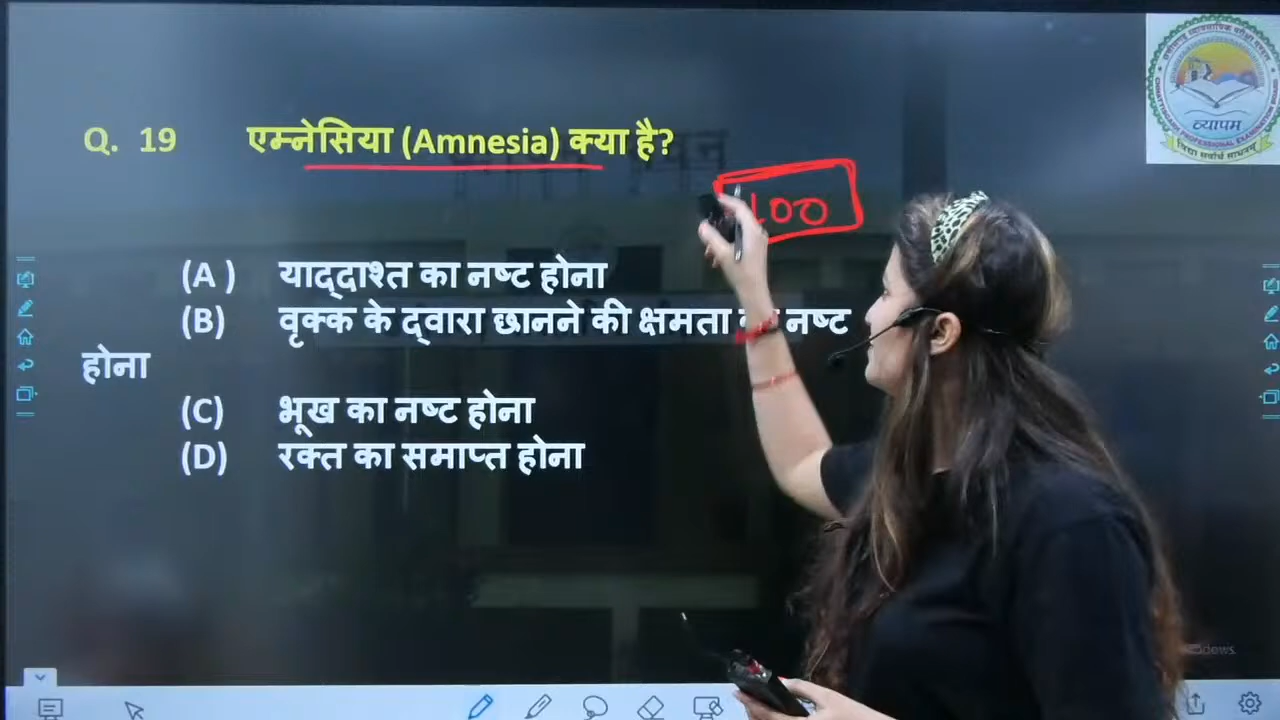 Q. 19 एम्नेसिया (Amnesia) क्या है?
100
(A ) याद्दाश्त का नष्ट होना
(B) वृक्क के द्वारा छानने की क्षमता का नष्ट
होना
(C) भूख का नष्ट होना
(D) रक्त का समाप्त होना
व्यापम